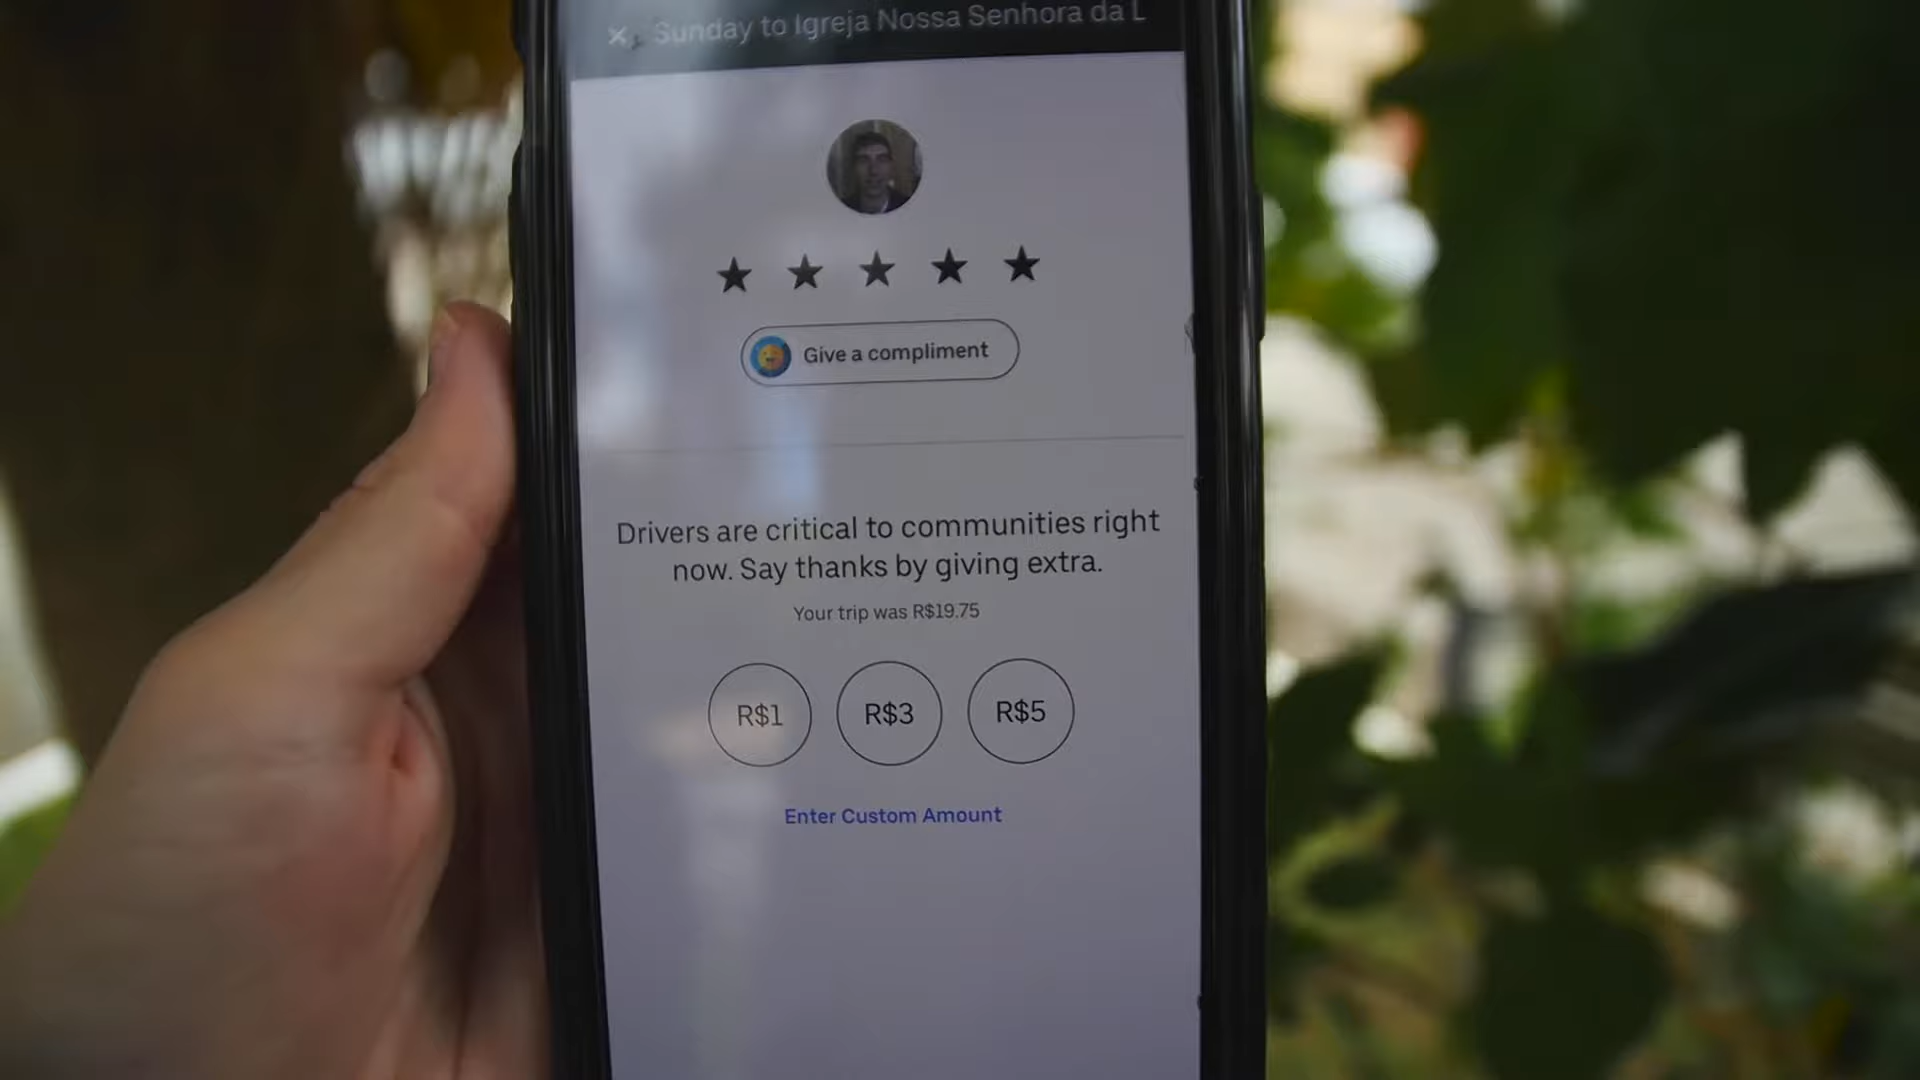 Sunday to Igreja Nossa Senhora da L
Give a compliment
Drivers are critical to communities right
now. Say thanks by giving extra.
Your trip was R$19.75
R$1 R$3 R$5
Enter Custom Amount